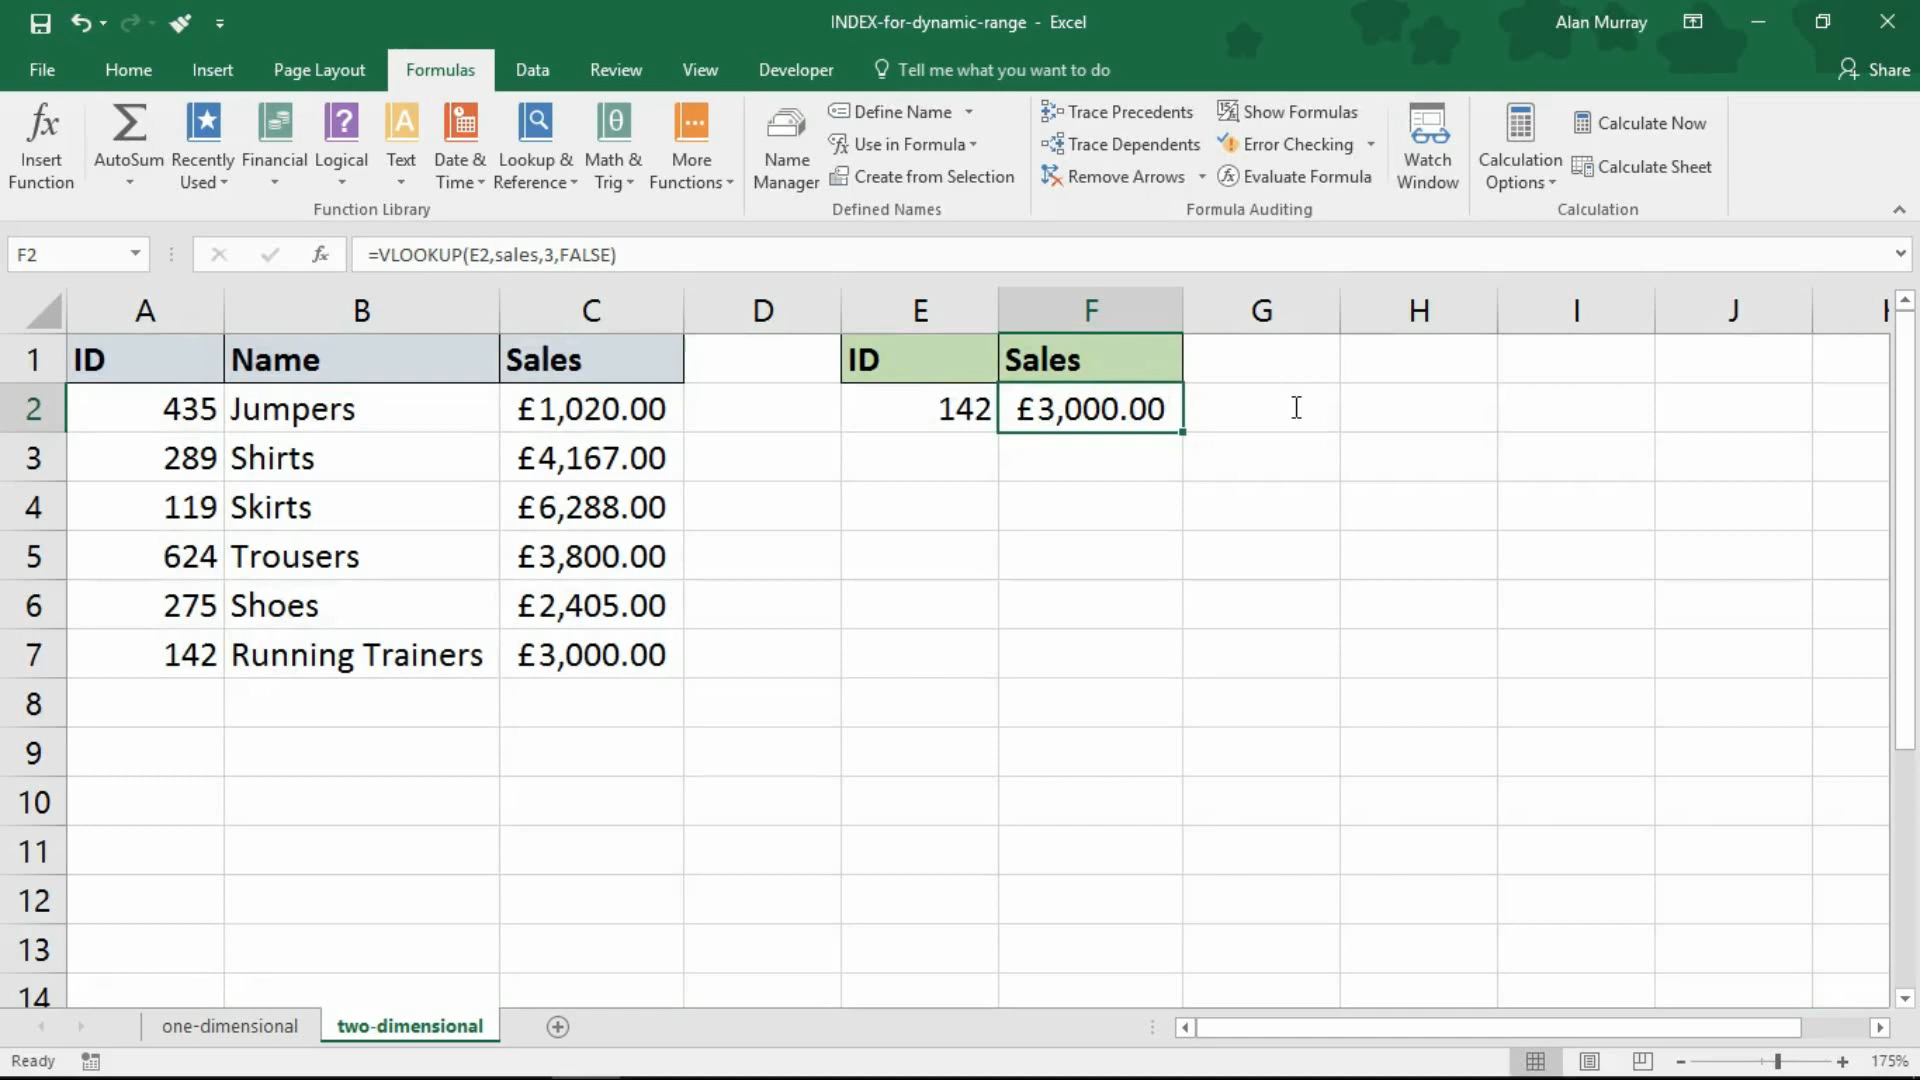 INDEX-for-dynamic-range - Excel
Alan Murray
File Home Insert Page Layout Formulas Data Review View Developer Tell me what you want to do Share
Insert Function
AutoSum
Recently Used
Financial
Logical
Text
Date & Time
Lookup & Reference
Math & Trig
More Functions
Function Library
Name Manager
Define Name
Use in Formula
Create from Selection
Defined Names
Trace Precedents
Trace Dependents
Remove Arrows
Show Formulas
Error Checking
Evaluate Formula
Formula Auditing
Watch Window
Calculation Options
Calculate Now
Calculate Sheet
Calculation
F2 fx =VLOOKUP(E2,sales,3,FALSE)
A B C D E F G H I J
1 ID Name Sales ID Sales
2 435 Jumpers £1,020.00 142 £3,000.00
3 289 Shirts £4,167.00
4 119 Skirts £6,288.00
5 624 Trousers £3,800.00
6 275 Shoes £2,405.00
7 142 Running Trainers £3,000.00
8
9
10
11
12
13
14
one-dimensional two-dimensional
Ready 175%